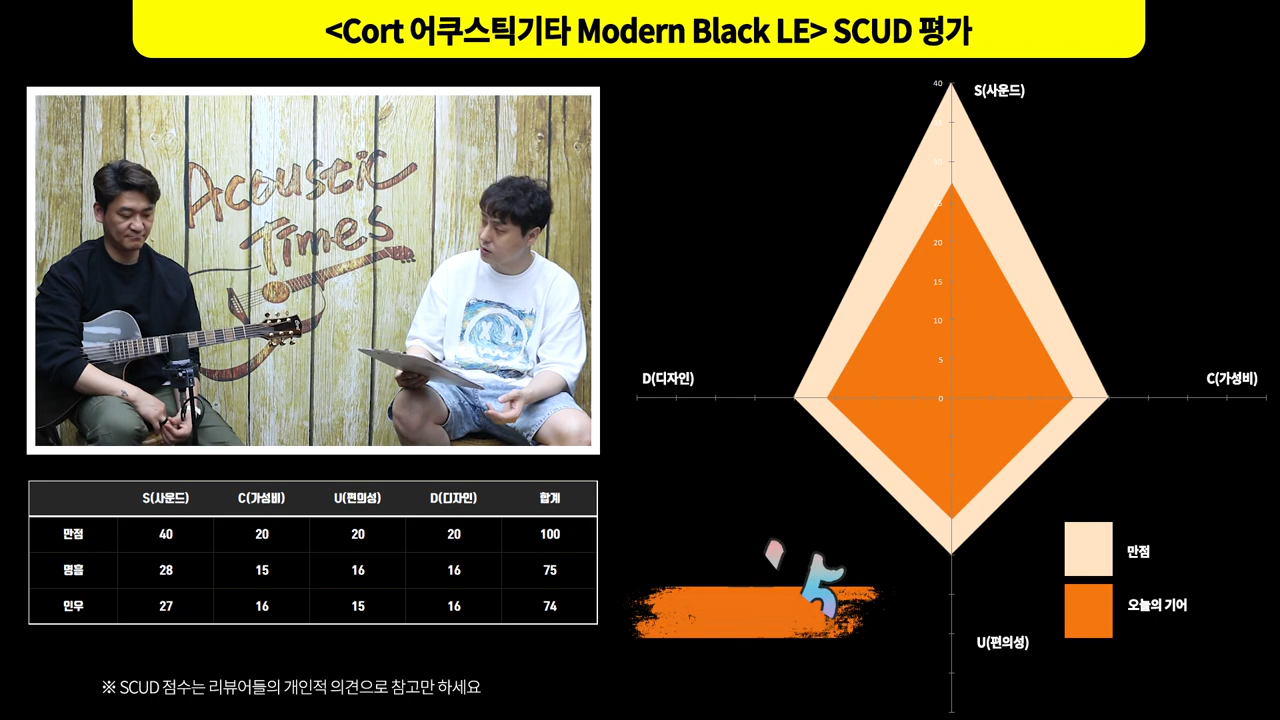 <Cort 어쿠스틱기타 Modern Black LE> SCUD 평가
Acoustic
Times
S(사운드) C(가성비) U(편의성) D(디자인) 합계
만점 40 20 20 20 100
명흠 28 15 16 16 75
민우 27 16 15 16 74
※ SCUD 점수는 리뷰어들의 개인적 의견으로 참고만 하세요
S(사운드)
40
30
25
20
15
10
5
0
D(디자인)
C(가성비)
U(편의성)
만점
오늘의 기어
5